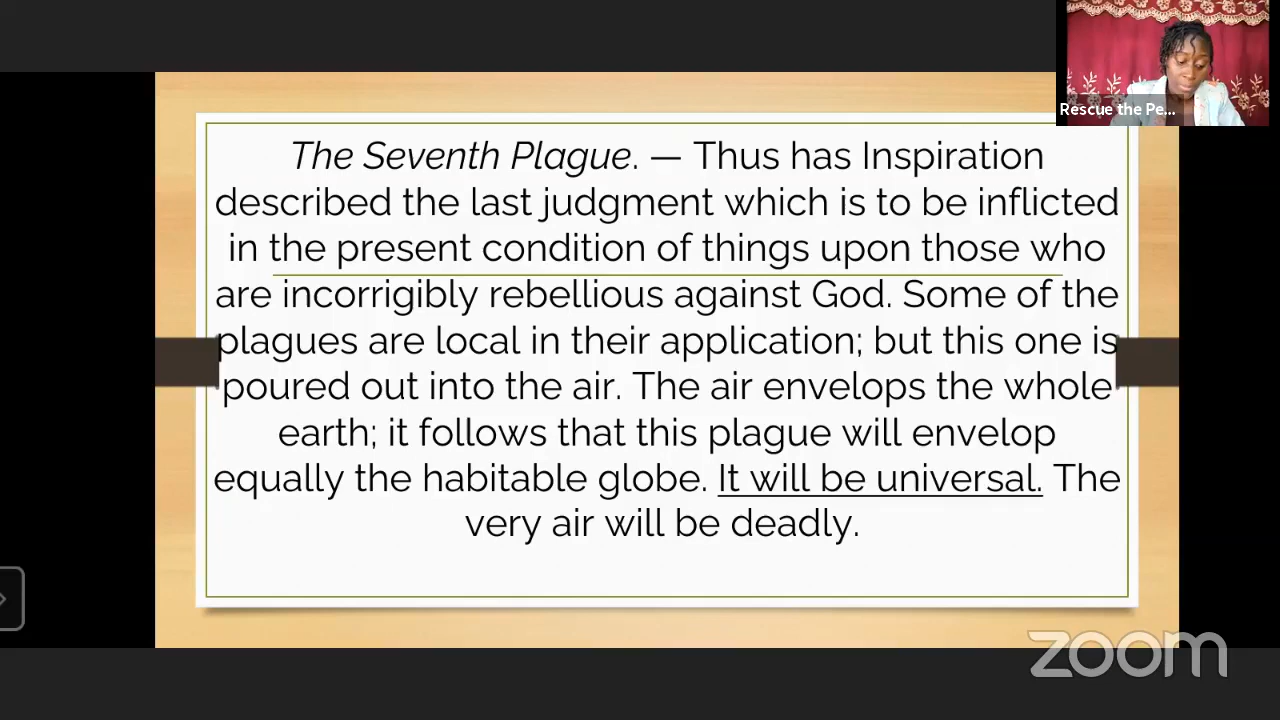 Rescue the Pe...
The Seventh Plague. — Thus has Inspiration
described the last judgment which is to be inflicted
in the present condition of things upon those who
are incorrigibly rebellious against God. Some of the
plagues are local in their application; but this one is
poured out into the air. The air envelops the whole
earth; it follows that this plague will envelop
equally the habitable globe. It will be universal. The
very air will be deadly.
zoom